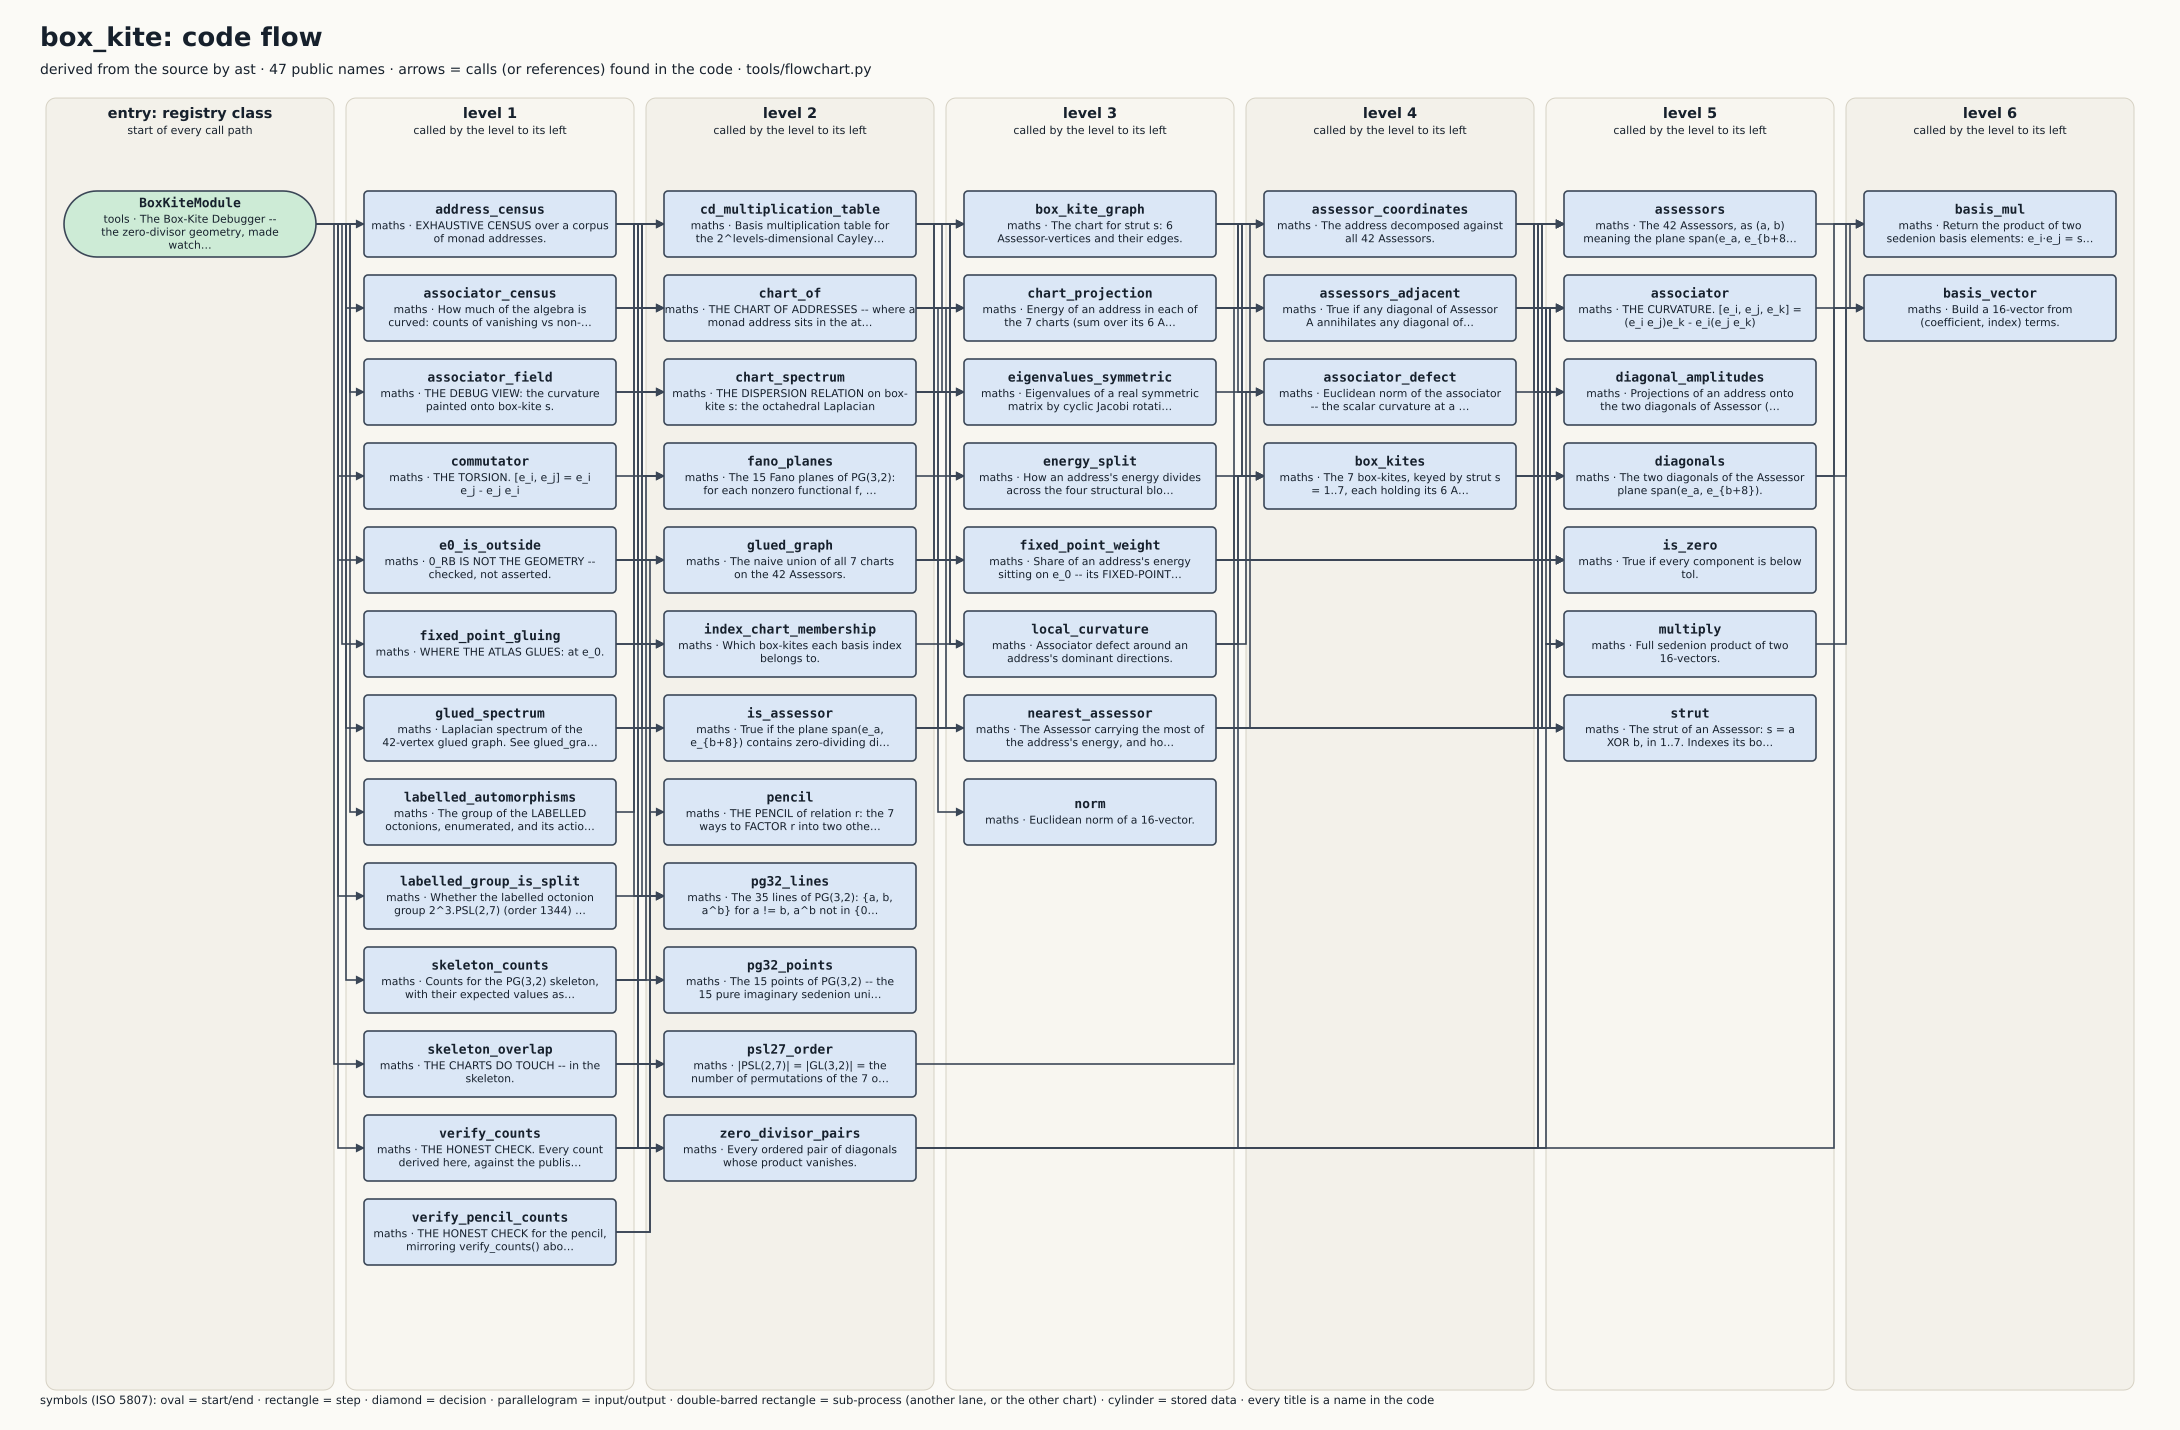 box_kite: code flow
derived from the source by ast · 47 public names · arrows = calls (or references) found in the code · tools/flowchart.py
entry: registry class
start of every call path
BoxKiteModule
tools · The Box-Kite Debugger --
the zero-divisor geometry, made
watch…
level 1
called by the level to its left
address_census
maths · EXHAUSTIVE CENSUS over a corpus
of monad addresses.
associator_census
maths · How much of the algebra is
curved: counts of vanishing vs non-…
associator_field
maths · THE DEBUG VIEW: the curvature
painted onto box-kite s.
commutator
maths · THE TORSION. [e_i, e_j] = e_i
e_j - e_j e_i
e0_is_outside
maths · 0_RB IS NOT THE GEOMETRY --
checked, not asserted.
fixed_point_gluing
maths · WHERE THE ATLAS GLUES: at e_0.
glued_spectrum
maths · Laplacian spectrum of the
42-vertex glued graph. See glued_gra…
labelled_automorphisms
maths · The group of the LABELLED
octonions, enumerated, and its actio…
labelled_group_is_split
maths · Whether the labelled octonion
group 2^3.PSL(2,7) (order 1344) …
skeleton_counts
maths · Counts for the PG(3,2) skeleton,
with their expected values as…
skeleton_overlap
maths · THE CHARTS DO TOUCH -- in the
skeleton.
verify_counts
maths · THE HONEST CHECK. Every count
derived here, against the publis…
verify_pencil_counts
maths · THE HONEST CHECK for the pencil,
mirroring verify_counts() abo…
level 2
called by the level to its left
cd_multiplication_table
maths · Basis multiplication table for
the 2^levels-dimensional Cayley…
chart_of
maths · THE CHART OF ADDRESSES -- where a
monad address sits in the at…
chart_spectrum
maths · THE DISPERSION RELATION on box-
kite s: the octahedral Laplacian
fano_planes
maths · The 15 Fano planes of PG(3,2):
for each nonzero functional f, …
glued_graph
maths · The naive union of all 7 charts
on the 42 Assessors.
index_chart_membership
maths · Which box-kites each basis index
belongs to.
is_assessor
maths · True if the plane span(e_a,
e_{b+8}) contains zero-dividing di…
pencil
maths · THE PENCIL of relation r: the 7
ways to FACTOR r into two othe…
pg32_lines
maths · The 35 lines of PG(3,2): {a, b,
a^b} for a != b, a^b not in {0…
pg32_points
maths · The 15 points of PG(3,2) -- the
15 pure imaginary sedenion uni…
psl27_order
maths · |PSL(2,7)| = |GL(3,2)| = the
number of permutations of the 7 o…
zero_divisor_pairs
maths · Every ordered pair of diagonals
whose product vanishes.
level 3
called by the level to its left
box_kite_graph
maths · The chart for strut s: 6
Assessor-vertices and their edges.
chart_projection
maths · Energy of an address in each of
the 7 charts (sum over its 6 A…
eigenvalues_symmetric
maths · Eigenvalues of a real symmetric
matrix by cyclic Jacobi rotati…
energy_split
maths · How an address's energy divides
across the four structural blo…
fixed_point_weight
maths · Share of an address's energy
sitting on e_0 -- its FIXED-POINT…
local_curvature
maths · Associator defect around an
address's dominant directions.
nearest_assessor
maths · The Assessor carrying the most of
the address's energy, and ho…
norm
maths · Euclidean norm of a 16-vector.
level 4
called by the level to its left
assessor_coordinates
maths · The address decomposed against
all 42 Assessors.
assessors_adjacent
maths · True if any diagonal of Assessor
A annihilates any diagonal of…
associator_defect
maths · Euclidean norm of the associator
-- the scalar curvature at a …
box_kites
maths · The 7 box-kites, keyed by strut s
= 1..7, each holding its 6 A…
level 5
called by the level to its left
assessors
maths · The 42 Assessors, as (a, b)
meaning the plane span(e_a, e_{b+8…
associator
maths · THE CURVATURE. [e_i, e_j, e_k] =
(e_i e_j)e_k - e_i(e_j e_k)
diagonal_amplitudes
maths · Projections of an address onto
the two diagonals of Assessor (…
diagonals
maths · The two diagonals of the Assessor
plane span(e_a, e_{b+8}).
is_zero
maths · True if every component is below
tol.
multiply
maths · Full sedenion product of two
16-vectors.
strut
maths · The strut of an Assessor: s = a
XOR b, in 1..7. Indexes its bo…
level 6
called by the level to its left
basis_mul
maths · Return the product of two
sedenion basis elements: e_i·e_j = s…
basis_vector
maths · Build a 16-vector from
(coefficient, index) terms.
symbols (ISO 5807): oval = start/end · rectangle = step · diamond = decision · parallelogram = input/output · double-barred rectangle = sub-process (another lane, or the other chart) · cylinder = stored data · every title is a name in the code